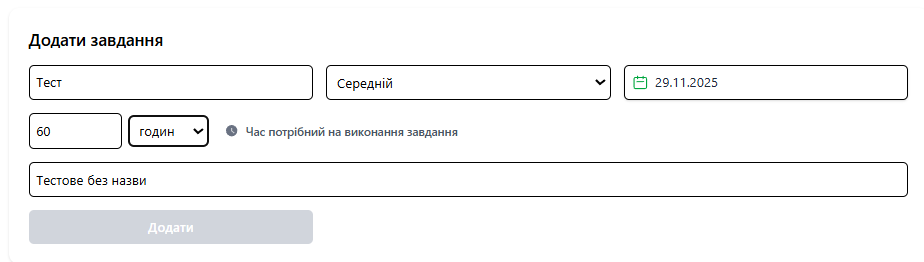 Додати завдання
Тест
Середній
29.11.2025
60
годин
Час потрібний на виконання завдання
Тестове без назви
Додати